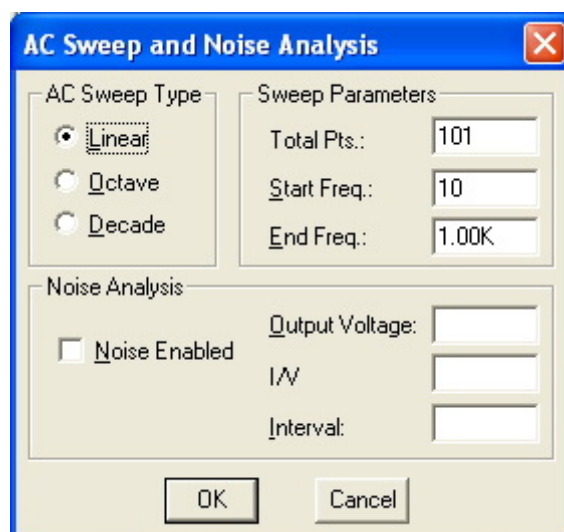 AC Sweep and Noise Analysis
AC Sweep Type
Linear
Octave
Decade
Sweep Parameters
Total Pts.: 101
Start Freq.: 10
End Freq.: 1.00K
Noise Analysis
Noise Enabled
Output Voltage:
I/V
Interval:
OK Cancel